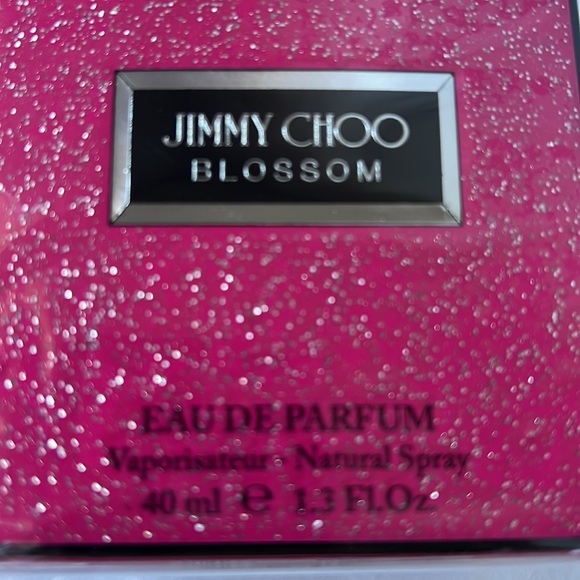 JIMMY CHOO
BLOSSOM
EAU DE PARFUM
Vaporisateur - Natural Spray
40 ml ℮ 1.3 Fl.Oz.